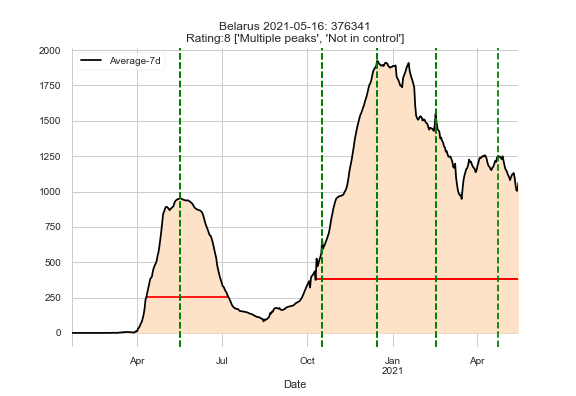 Belarus 2021-05-16: 376341
Rating:8 ['Multiple peaks', 'Not in control']
Average-7d
2000
1750
1500
1250
1000
750
500
250
0
Apr
Jul
Oct
Jan
2021
Apr
Date